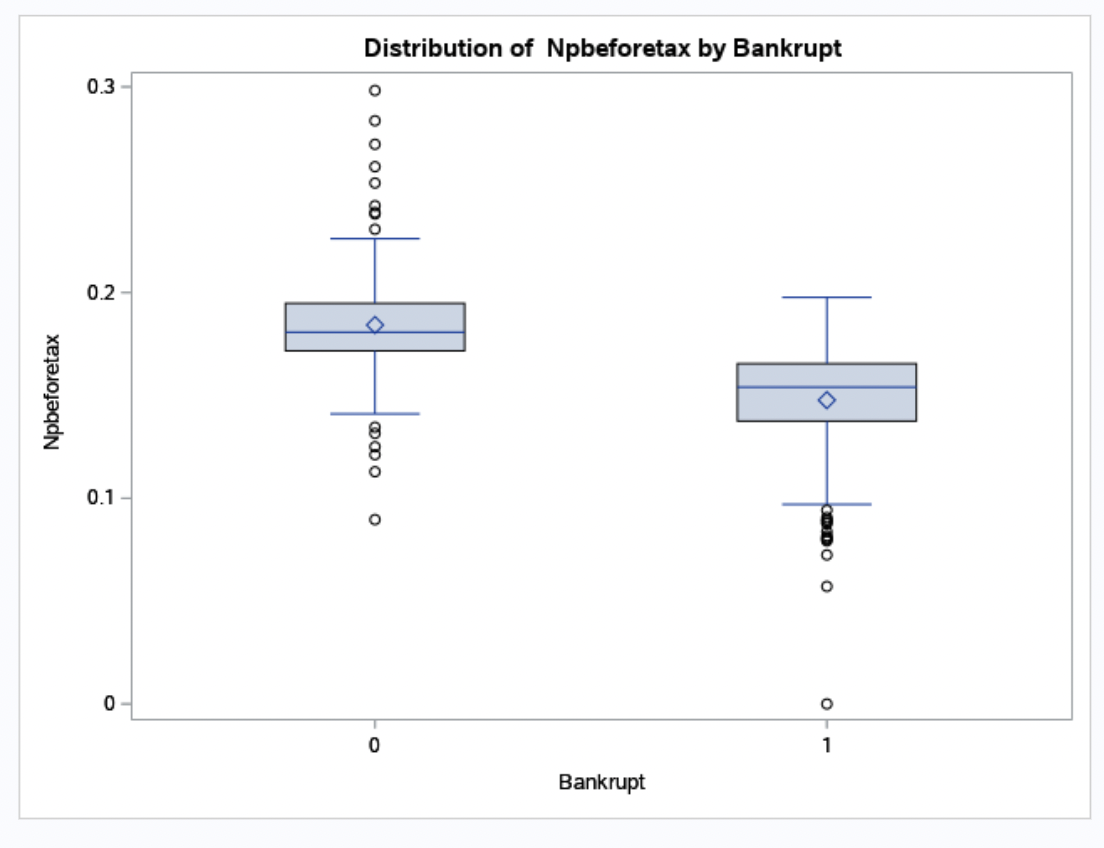 Distribution of  Npbeforetax by Bankrupt
0.3
0.2
0.1
0
Npbeforetax
0 1
Bankrupt